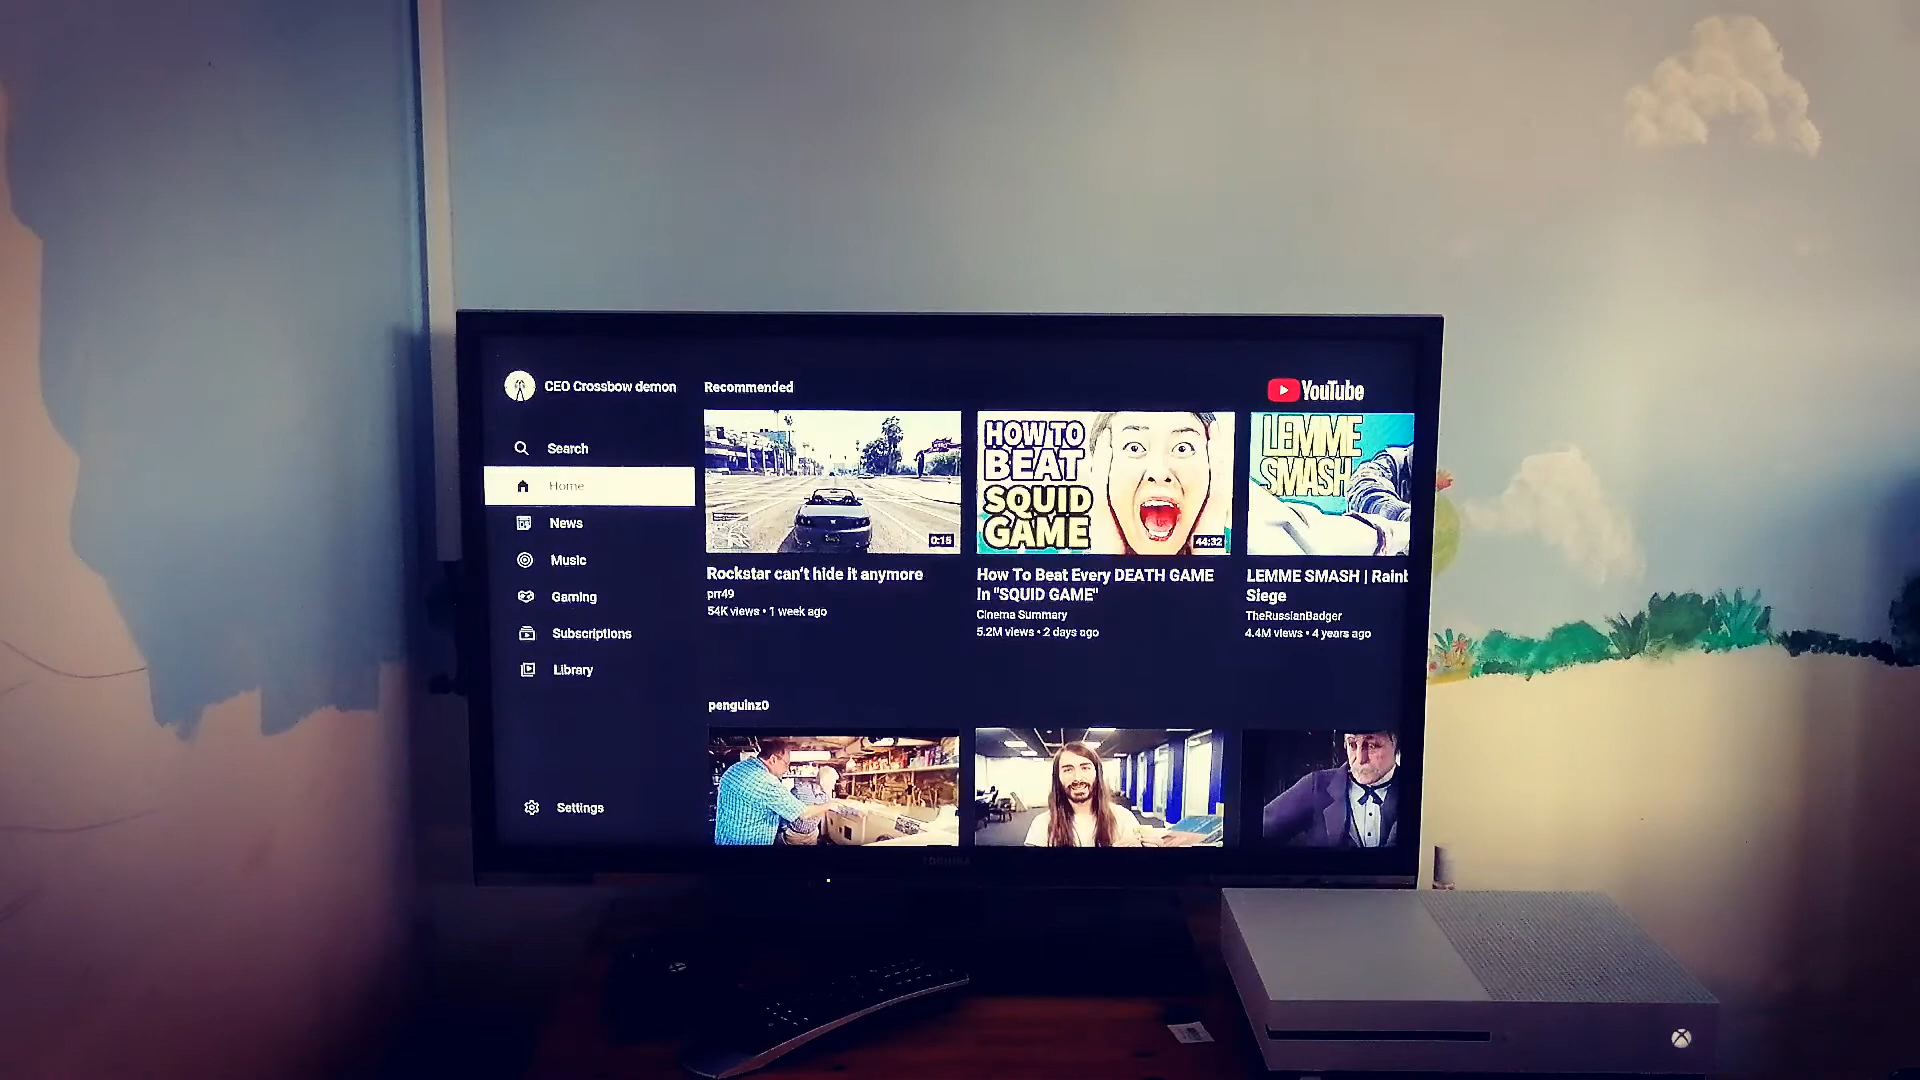 CEO Crossbow demon
Recommended
YouTube
Search
Home
News
Music
Gaming
Subscriptions
Library
Settings
0:15
Rockstar can't hide it anymore
prr49
54K views • 1 week ago
HOW TO
BEAT
SQUID
GAME
44:32
How To Beat Every DEATH GAME
In "SQUID GAME"
Cinema Summary
5.2M views • 2 days ago
LEMME
SMASH
LEMME SMASH | Rainb
Siege
TheRussianBadger
4.4M views • 4 years ago
penguinz0
TOSHIBA